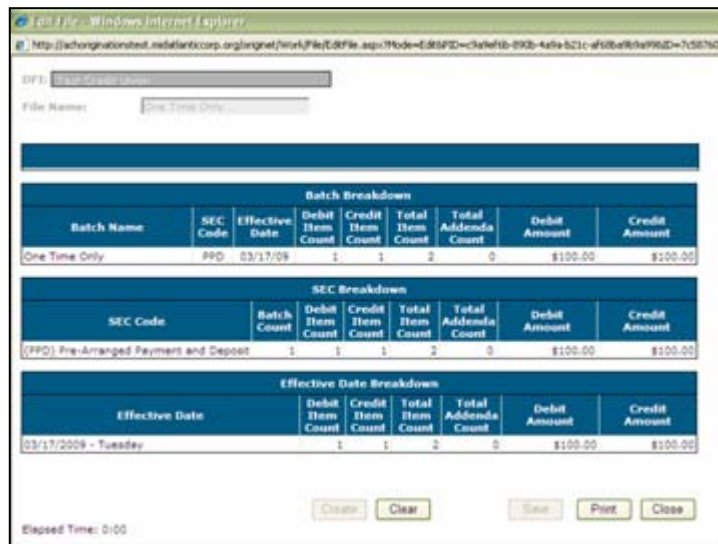 Edit File - Windows Internet Explorer
DFI: Test Credit Union
File Name: One Time Only
Batch Breakdown
Batch Name SEC Code Effective Date Debit Item Count Credit Item Count Total Item Count Total Addenda Count Debit Amount Credit Amount
One Time Only PPD 03/17/09 1 1 2 0 $100.00 $100.00
SEC Breakdown
SEC Code Batch Count Debit Item Count Credit Item Count Total Item Count Total Addenda Count Debit Amount Credit Amount
(PPD) Pre-Arranged Payment and Deposit 1 1 1 2 0 $100.00 $100.00
Effective Date Breakdown
Effective Date Debit Item Count Credit Item Count Total Item Count Total Addenda Count Debit Amount Credit Amount
03/17/2009 - Tuesday 1 1 2 0 $100.00 $100.00
Create Clear Save Print Close
Elapsed Time: 0:00